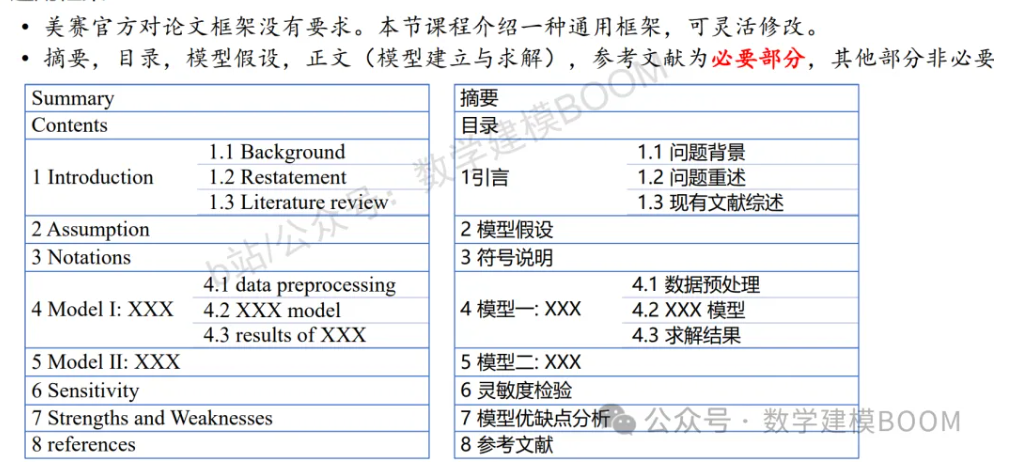 • 美赛官方对论文框架没有要求。本节课程介绍一种通用框架，可灵活修改。
• 摘要，目录，模型假设，正文（模型建立与求解），参考文献为必要部分，其他部分非必要
Summary
Contents
1 Introduction
1.1 Background
1.2 Restatement
1.3 Literature review
2 Assumption
3 Notations
4 Model I: XXX
4.1 data preprocessing
4.2 XXX model
4.3 results of XXX
5 Model II: XXX
6 Sensitivity
7 Strengths and Weaknesses
8 references
摘要
目录
1引言
1.1 问题背景
1.2 问题重述
1.3 现有文献综述
2 模型假设
3 符号说明
4 模型一: XXX
4.1 数据预处理
4.2 XXX 模型
4.3 求解结果
5 模型二: XXX
6 灵敏度检验
7 模型优缺点分析
8 参考文献
b站/公众号：数学建模BOOM
公众号 · 数学建模BOOM